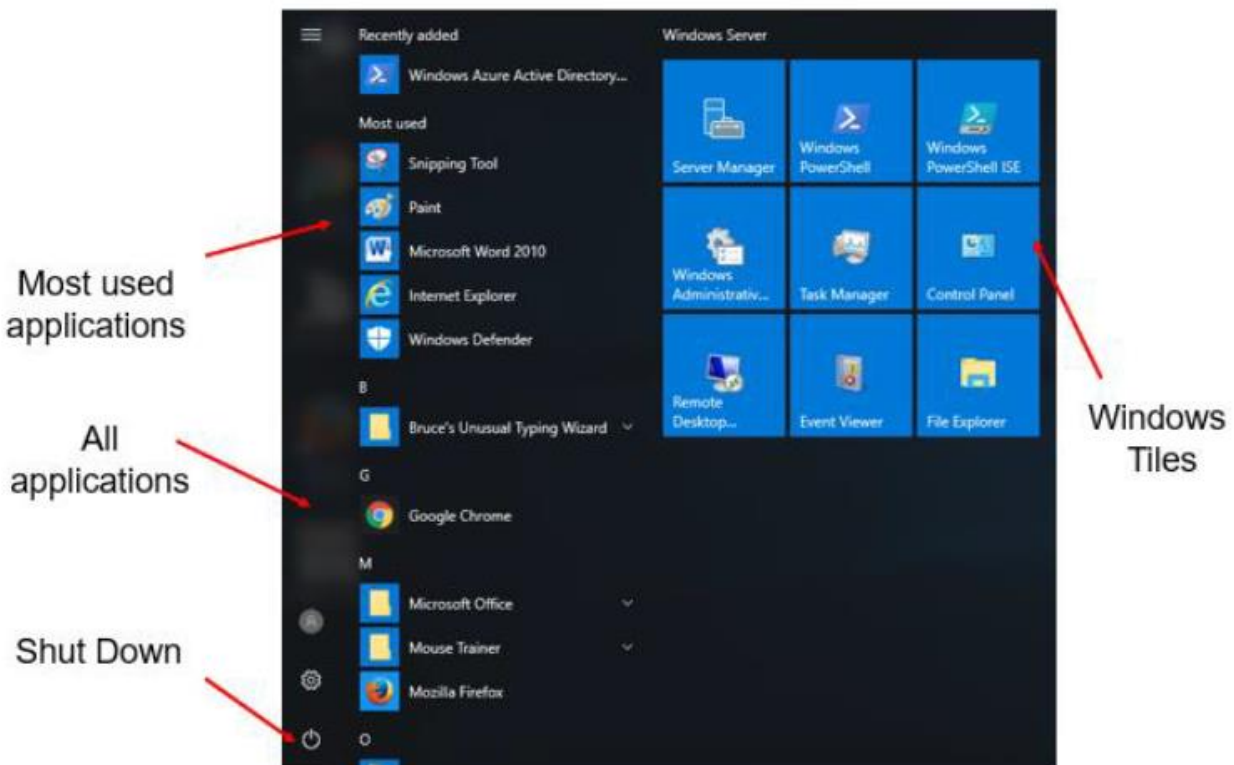 Recently added
Windows Azure Active Directory...
Most used
Snipping Tool
Paint
Microsoft Word 2010
Internet Explorer
Windows Defender
B
Bruce's Unusual Typing Wizard
G
Google Chrome
M
Microsoft Office
Mouse Trainer
Mozilla Firefox
O
Windows Server
Server Manager
Windows
PowerShell
Windows
PowerShell ISE
Windows
Administrativ...
Task Manager
Control Panel
Remote
Desktop...
Event Viewer
File Explorer
Most used
applications
All
applications
Shut Down
Windows
Tiles